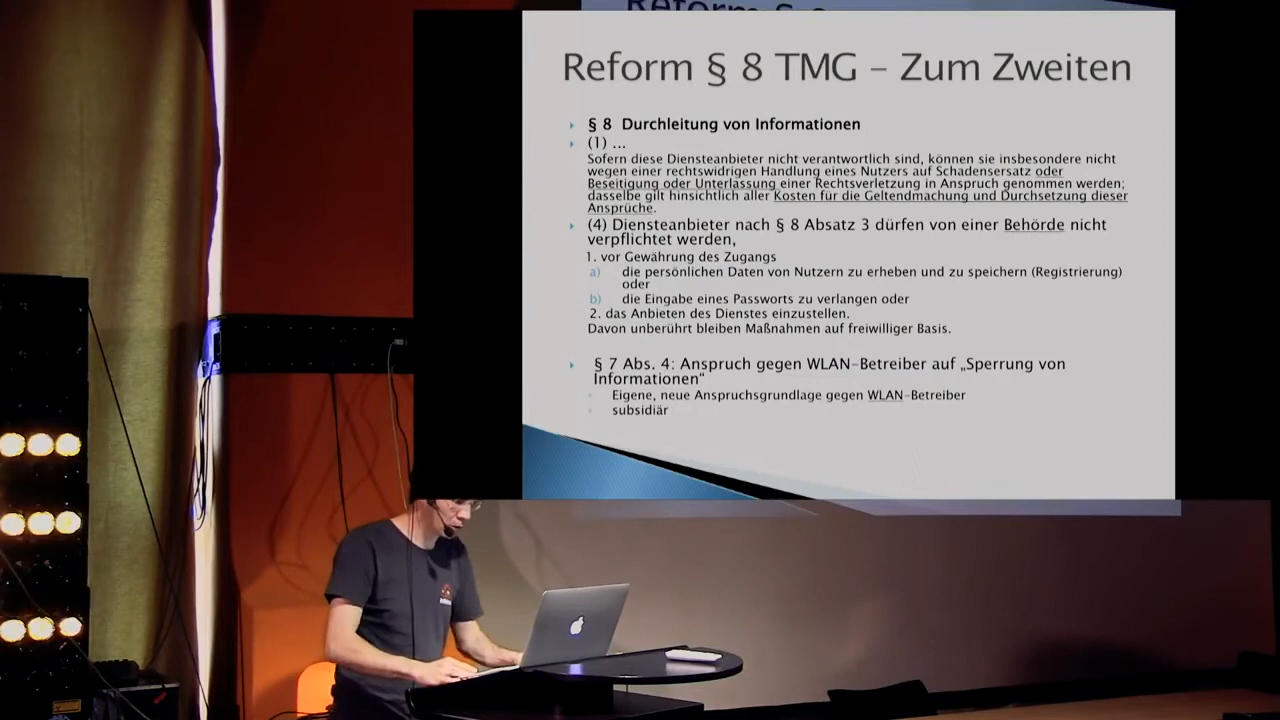 Reform § 8 TMG – Zum Zweiten
§ 8 Durchleitung von Informationen
(1) ...
Sofern diese Diensteanbieter nicht verantwortlich sind, können sie insbesondere nicht
wegen einer rechtswidrigen Handlung eines Nutzers auf Schadensersatz oder
Beseitigung oder Unterlassung einer Rechtsverletzung in Anspruch genommen werden;
dasselbe gilt hinsichtlich aller Kosten für die Geltendmachung und Durchsetzung dieser
Ansprüche.
(4) Diensteanbieter nach § 8 Absatz 3 dürfen von einer Behörde nicht
verpflichtet werden,
1. vor Gewährung des Zugangs
a) die persönlichen Daten von Nutzern zu erheben und zu speichern (Registrierung)
oder
b) die Eingabe eines Passworts zu verlangen oder
2. das Anbieten des Dienstes einzustellen.
Davon unberührt bleiben Maßnahmen auf freiwilliger Basis.
§ 7 Abs. 4: Anspruch gegen WLAN-Betreiber auf „Sperrung von
Informationen“
Eigene, neue Anspruchsgrundlage gegen WLAN-Betreiber
subsidiär